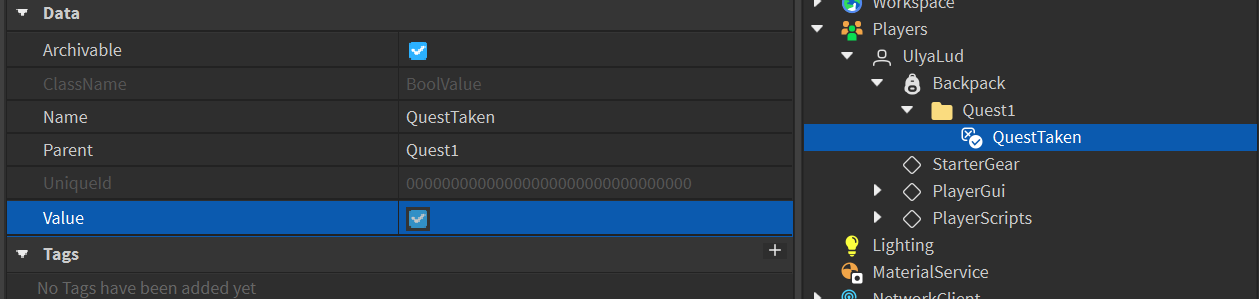 Data
Archivable
ClassName BoolValue
Name QuestTaken
Parent Quest1
UniqueId 00000000000000000000000000000000
Value
Tags +
No Tags have been added yet
Workspace
Players
UlyaLud
Backpack
Quest1
QuestTaken
StarterGear
PlayerGui
PlayerScripts
Lighting
MaterialService
NetworkClient